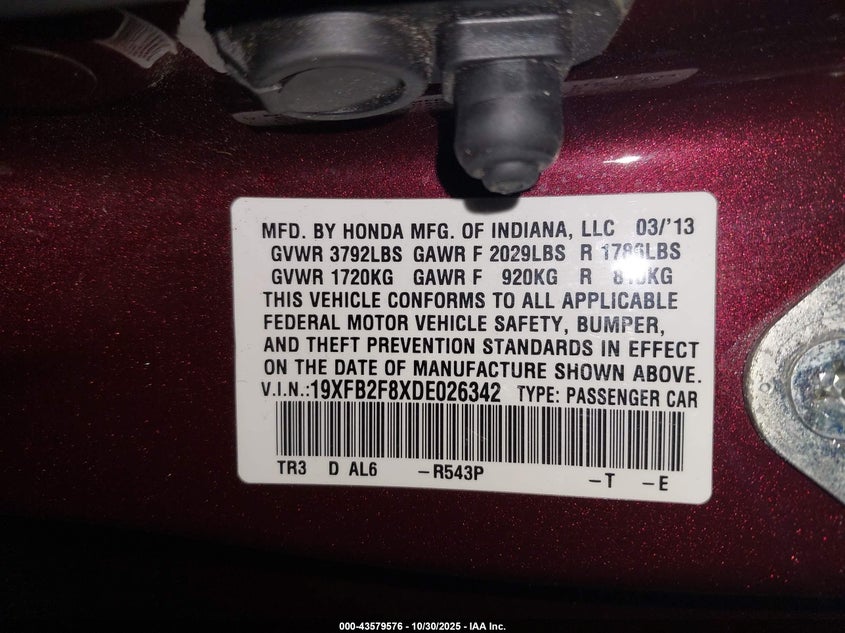 MFD. BY HONDA MFG. OF INDIANA, LLC 03/'13
GVWR 3792LBS GAWR F 2029LBS R LBS
GVWR 1720KG GAWR F 920KG R KG
THIS VEHICLE CONFORMS TO ALL APPLICABLE
FEDERAL MOTOR VEHICLE SAFETY, BUMPER,
AND THEFT PREVENTION STANDARDS IN EFFECT
ON THE DATE OF MANUFACTURE SHOWN ABOVE.
V.I.N.:19XFB2F8XDE026342 TYPE: PASSENGER CAR
TR3 D AL6 –R543P –T –E
000-43579576 - 10/30/2025 - IAA Inc.